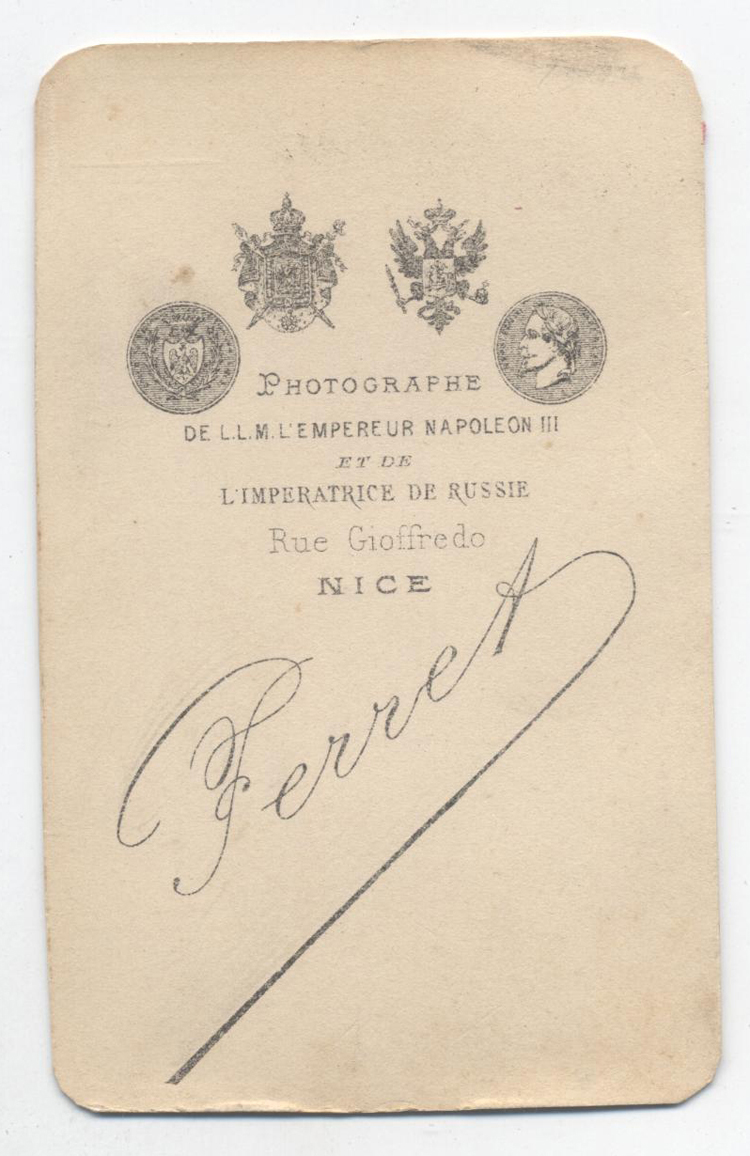 PHOTOGRAPHE
DE L.L.M. L'EMPEREUR NAPOLEON III
ET DE
L'IMPERATRICE DE RUSSIE
Rue Gioffredo
NICE
Ferret